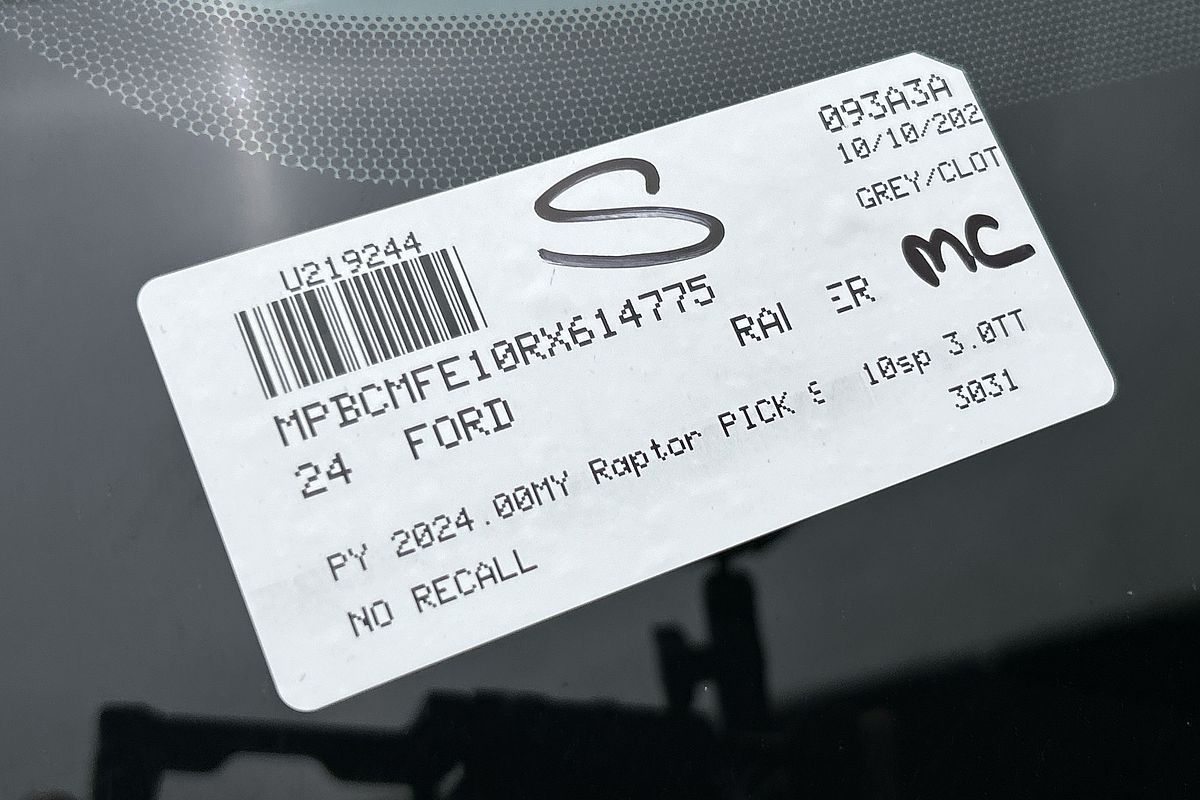 093A3A
10/10/202
GREY/CLOT
S
MC
U219244
MPBCMFE10RX614775
24 FORD RAI ER
PY 2024.00MY Raptor PICK 10sp 3.0TT
NO RECALL 3031